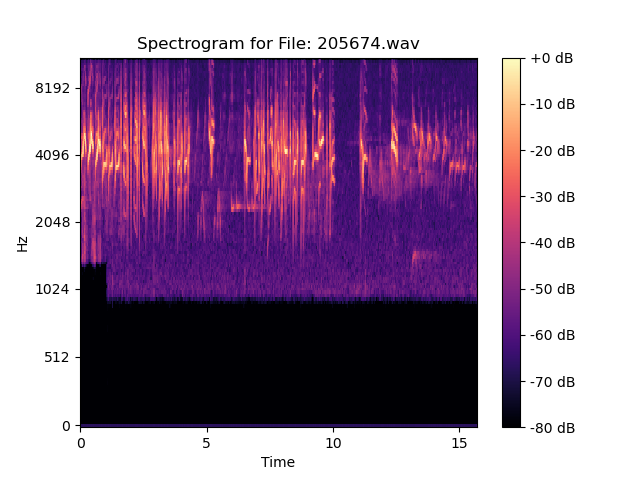 Spectrogram for File: 205674.wav
8192
4096
2048
1024
512
0
Hz
0
5
10
15
Time
+0 dB
-10 dB
-20 dB
-30 dB
-40 dB
-50 dB
-60 dB
-70 dB
-80 dB